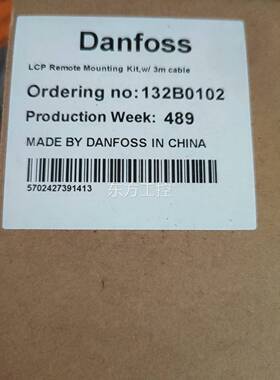 Danfoss
LCP Remote Mounting Kit,w/ 3m cable
Ordering no:132B0102
Production Week: 489
MADE BY DANFOSS IN CHINA
5702427391413
东方工控